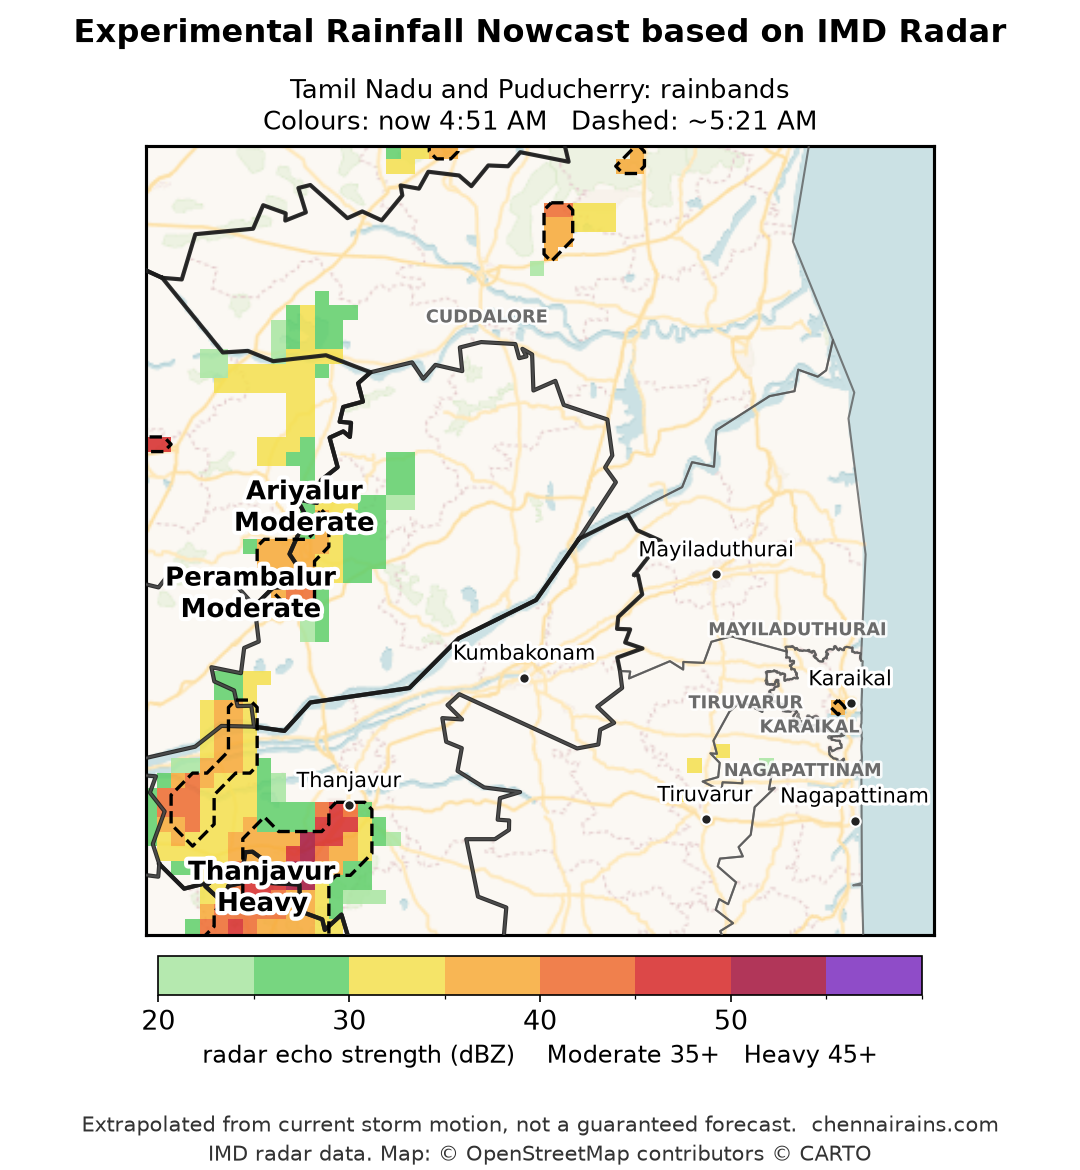 Experimental Rainfall Nowcast based on IMD Radar
Tamil Nadu and Puducherry: rainbands
Colours: now 4:51 AM   Dashed: ~5:21 AM
CUDDALORE
Ariyalur
Moderate
Mayiladuthurai
Perambalur
Moderate
MAYILADUTHURAI
Kumbakonam
Karaikal
TIRUVARUR
KARAIKAL
NAGAPATTINAM
Thanjavur
Tiruvarur
Nagapattinam
Thanjavur
Heavy
20 30 40 50
radar echo strength (dBZ)    Moderate 35+   Heavy 45+
Extrapolated from current storm motion, not a guaranteed forecast.  chennairains.com
IMD radar data. Map: © OpenStreetMap contributors © CARTO